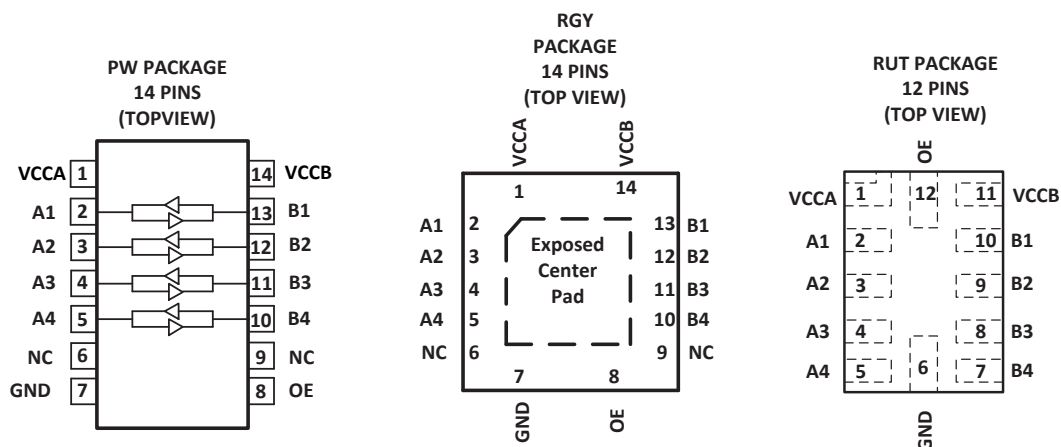 PW PACKAGE
14 PINS
(TOPVIEW)
VCCA 1 14 VCCB
A1 2 13 B1
A2 3 12 B2
A3 4 11 B3
A4 5 10 B4
NC 6 9 NC
GND 7 8 OE
RGY
PACKAGE
14 PINS
(TOP VIEW)
VCCA VCCB
1 14
A1 2 13 B1
A2 3 12 B2
A3 4 11 B3
A4 5 10 B4
NC 6 9 NC
Exposed
Center
Pad
7 8
GND OE
RUT PACKAGE
12 PINS
(TOP VIEW)
OE
VCCA 1 12 11 VCCB
A1 2 10 B1
A2 3 9 B2
A3 4 8 B3
A4 5 6 7 B4
GND